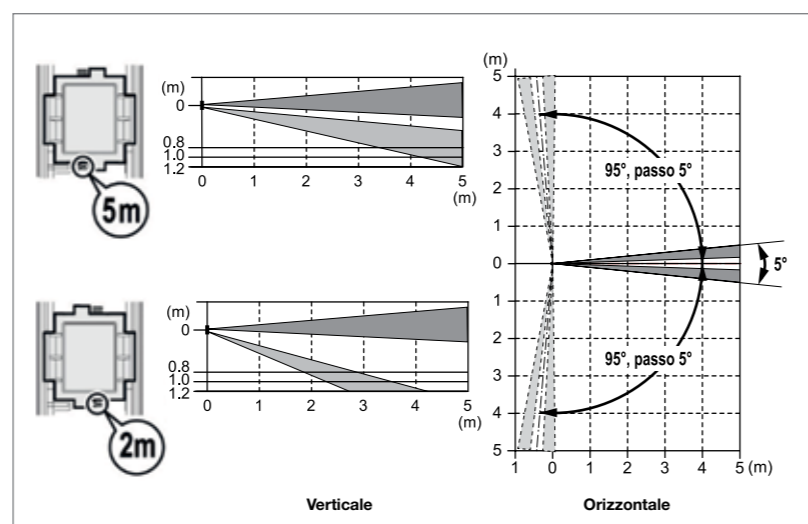 5m
(m)
0
0.8
1.0
1.2
0 1 2 3 4 5
(m)
2m
(m)
0
0.8
1.0
1.2
0 1 2 3 4 5
(m)
Verticale
(m)
5
4
3
2
1
0
1
2
3
4
5
1 0 1 2 3 4 5 (m)
95°, passo 5°
5°
95°, passo 5°
Orizzontale